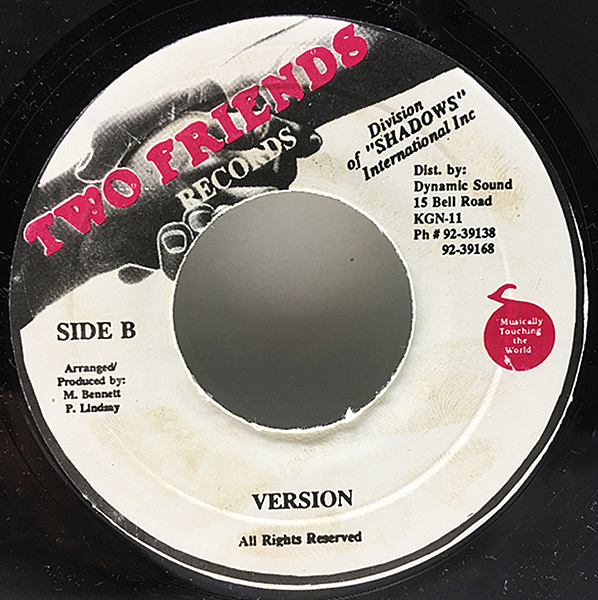 TWO FRIENDS
RECORDS
Division
of "SHADOWS"
International Inc
Dist. by:
Dynamic Sound
15 Bell Road
KGN-11
Ph # 92-39138
92-39168
Musically
Touching
the
World
SIDE B
Arranged/
Produced by:
M. Bennett
P. Lindsay
VERSION
All Rights Reserved